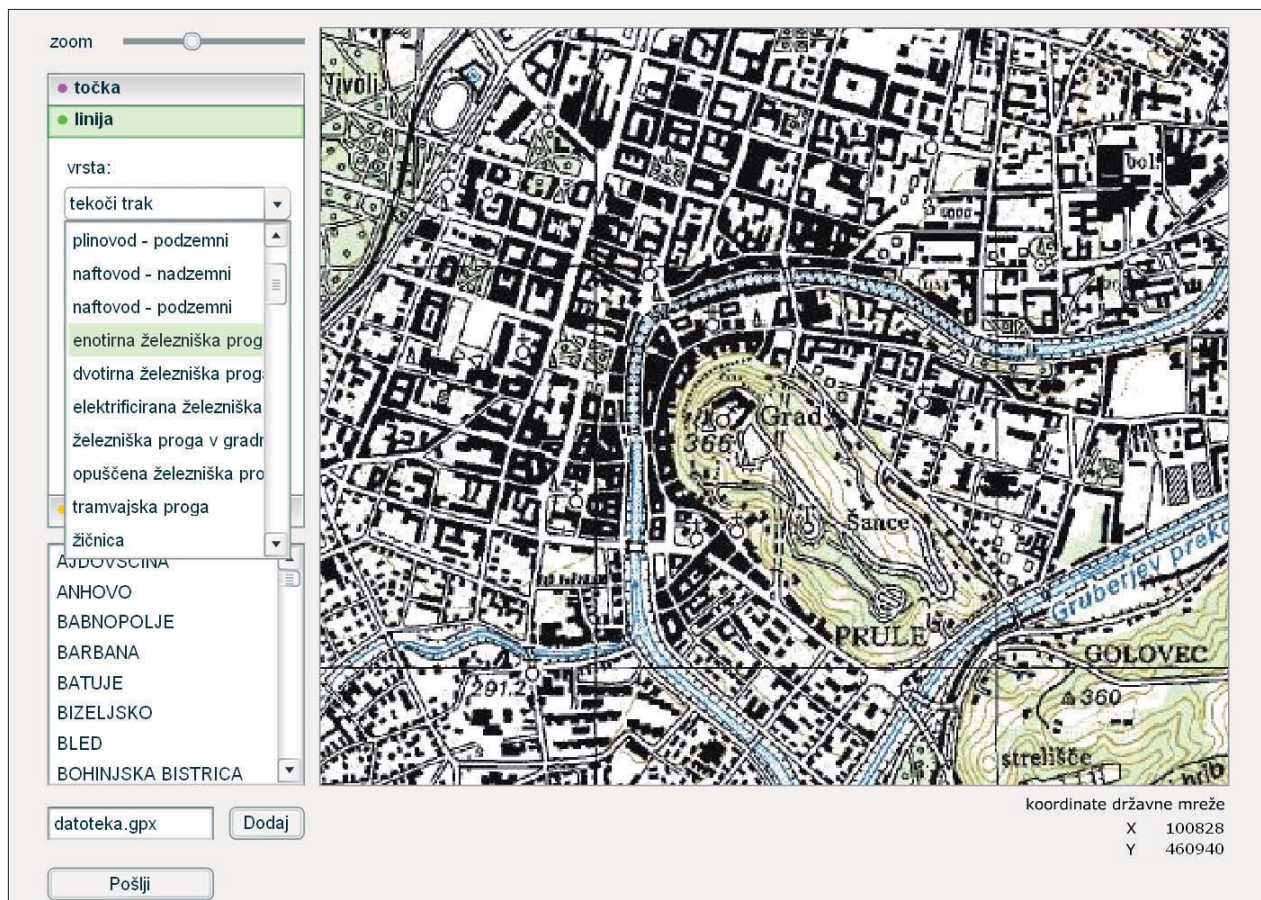 zoom
točka
linija
vrsta:
tekoči trak
plinovod - podzemni
naftovod - nadzemni
naftovod - podzemni
enotirna železniška prog
dvotirna železniška prog
elektrificirana železniška
železniška proga v grad
opuščena železniška pro
tramvajska proga
žičnica
AJDOVŠČINA
ANHOVO
BABNOPOLJE
BARBANA
BATUJE
BIZELJSKO
BLED
BOHINJSKA BISTRICA
datoteka.gpx
Dodaj
Pošlji
Tivoli
bol.
Grad
366
Šance
PRULE
Gruberjev preko
GOLOVEC
360
291.2
strelišče
hrib
koordinate državne mreže
X 100828
Y 460940